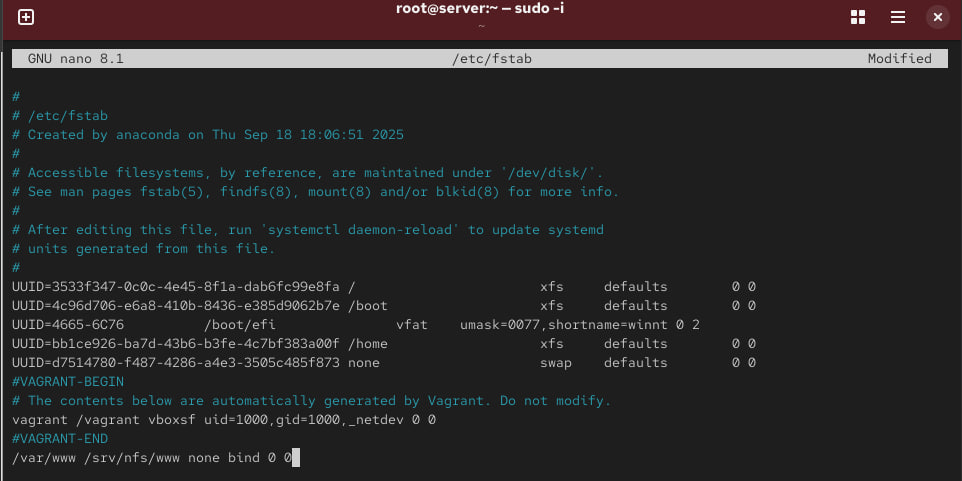 root@server:~ — sudo -i
~
GNU nano 8.1 /etc/fstab Modified
#
# /etc/fstab
# Created by anaconda on Thu Sep 18 18:06:51 2025
#
# Accessible filesystems, by reference, are maintained under '/dev/disk/'.
# See man pages fstab(5), findfs(8), mount(8) and/or blkid(8) for more info.
#
# After editing this file, run 'systemctl daemon-reload' to update systemd
# units generated from this file.
#
UUID=3533f347-0c0c-4e45-8f1a-dab6fc99e8fa / xfs defaults 0 0
UUID=4c96d706-e6a8-410b-8436-e385d9062b7e /boot xfs defaults 0 0
UUID=4665-6C76 /boot/efi vfat umask=0077,shortname=winnt 0 2
UUID=bb1ce926-ba7d-43b6-b3fe-4c7bf383a00f /home xfs defaults 0 0
UUID=d7514780-f487-4286-a4e3-3505c485f873 none swap defaults 0 0
#VAGRANT-BEGIN
# The contents below are automatically generated by Vagrant. Do not modify.
vagrant /vagrant vboxsf uid=1000,gid=1000,_netdev 0 0
#VAGRANT-END
/var/www /srv/nfs/www none bind 0 0